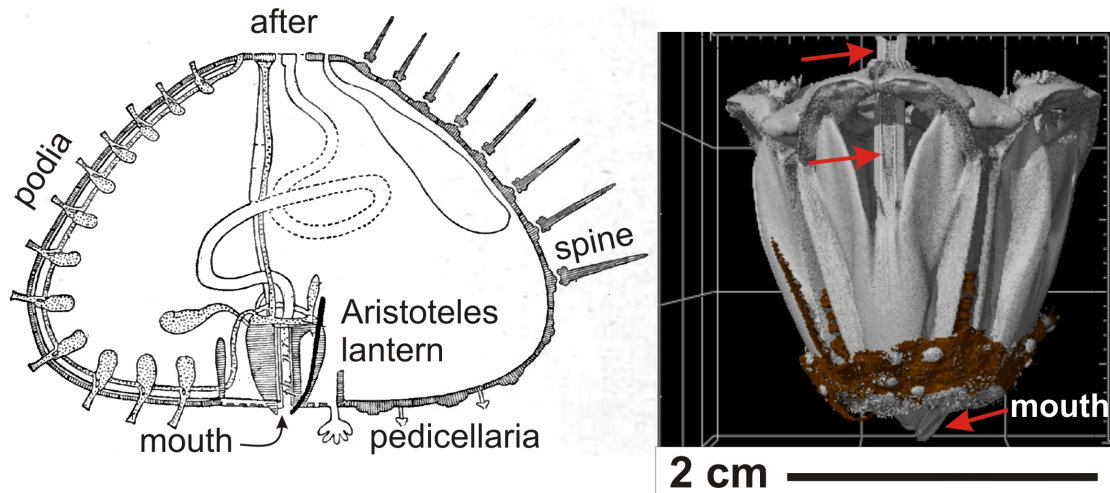 after
podia
spine
Aristoteles
lantern
mouth
pedicellaria
mouth
2 cm